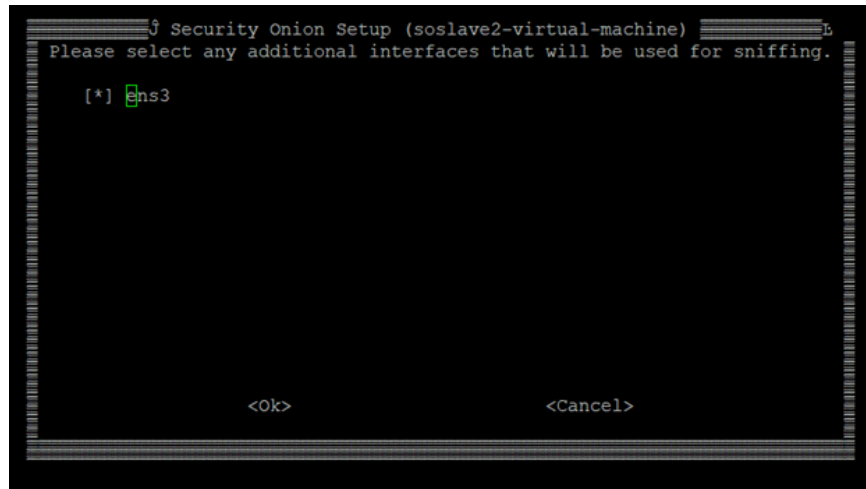 Security Onion Setup (soslave2-virtual-machine)
Please select any additional interfaces that will be used for sniffing.
[*] ens3
<Ok> <Cancel>